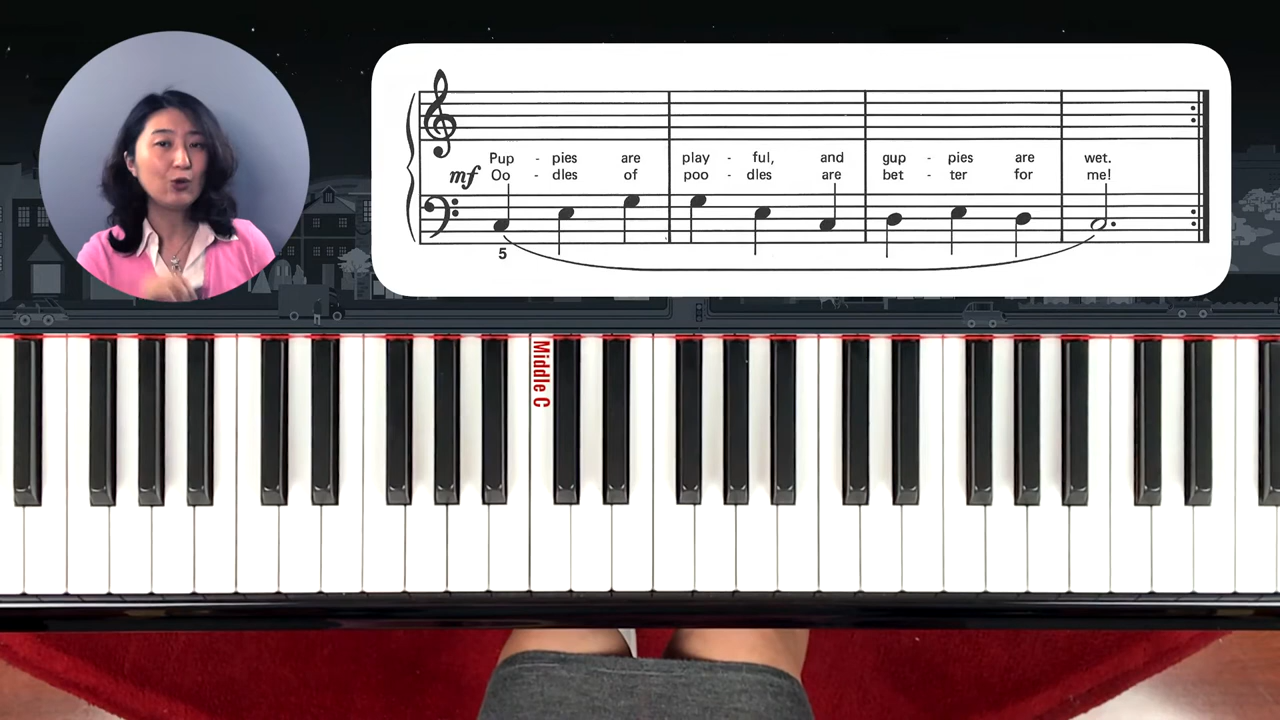 Pup - pies are play - ful, and gup - pies are wet.
mf Oo - dles of poo - dles are bet - ter for me!
5
Middle C